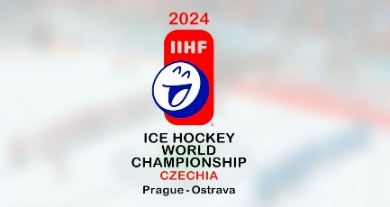 2024
IIHF
ICE HOCKEY
WORLD
CHAMPIONSHIP
CZECHIA
Prague - Ostrava